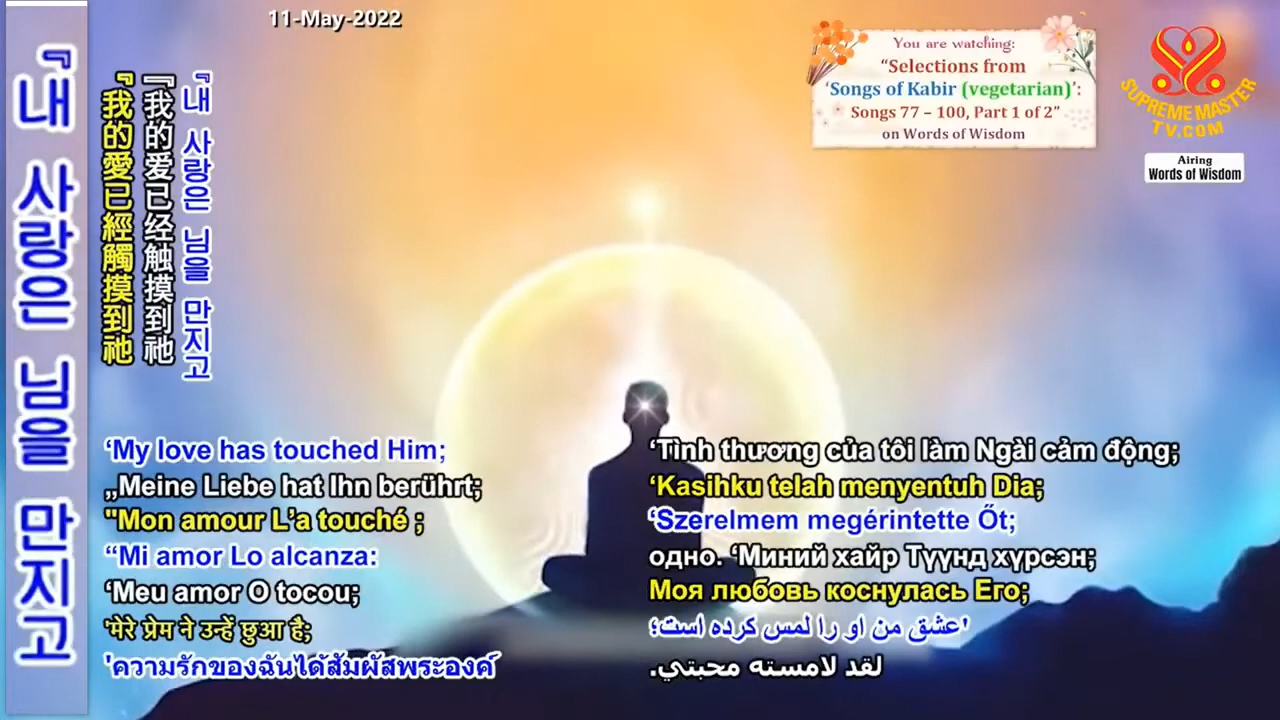 11-May-2022
You are watching:
“Selections from
‘Songs of Kabir (vegetarian)’:
Songs 77 – 100, Part 1 of 2”
on Words of Wisdom
SUPREME MASTER
TV.COM
Airing
Words of Wisdom
『내 사랑은 님을 만지고
『我的愛已經觸摸到祂
『我的爱已经触摸到祂
『내 사랑은 님을 만지고
‘My love has touched Him;
„Meine Liebe hat Ihn berührt;
"Mon amour L’a touché ;
“Mi amor Lo alcanza:
‘Meu amor O tocou;
'मेरे प्रेम ने उन्हें छुआ है;
'ความรักของฉันได้สัมผัสพระองค์
‘Tình thương của tôi làm Ngài cảm động;
‘Kasihku telah menyentuh Dia;
‘Szerelmem megérintette Őt;
одно. ‘Миний хайр Түүнд хүрсэн;
Моя любовь коснулась Его;
'عشق من او را لمس کرده است؛
لقد لامسته محبتي.